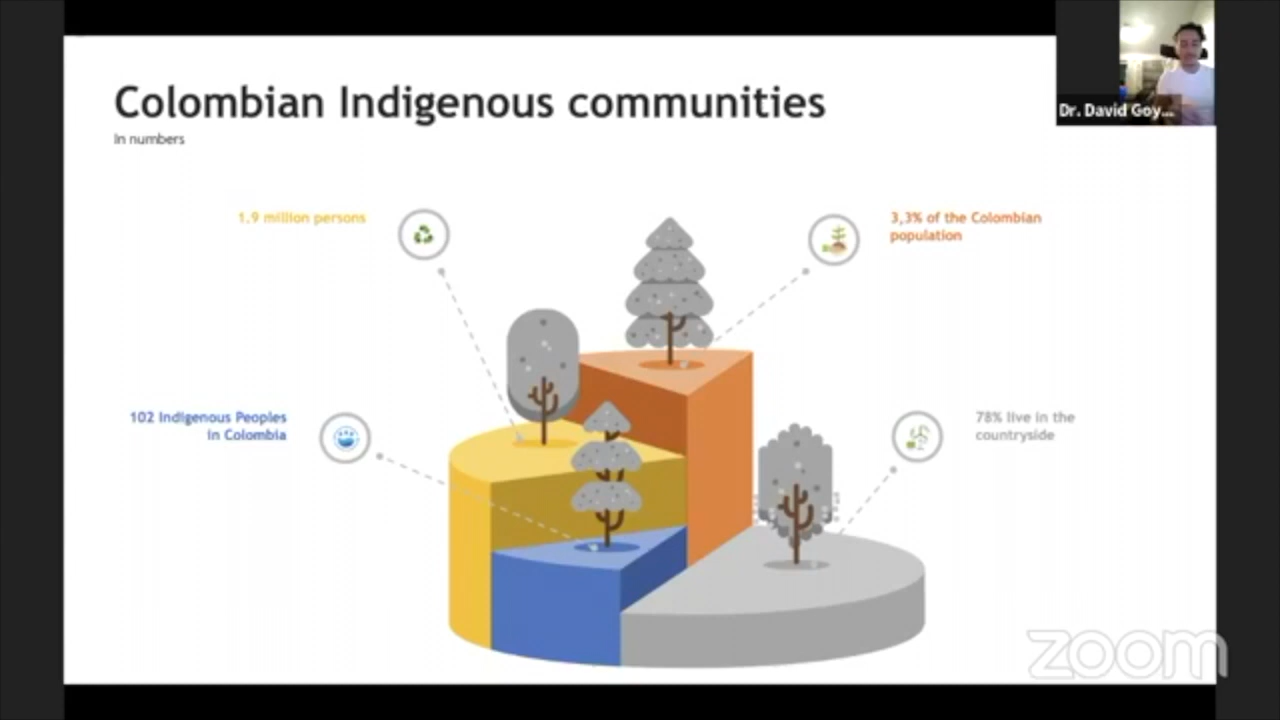 Colombian Indigenous communities
In numbers
Dr. David Goy...
1.9 million persons
3,3% of the Colombian
population
102 Indigenous Peoples
in Colombia
78% live in the
countryside
zoom